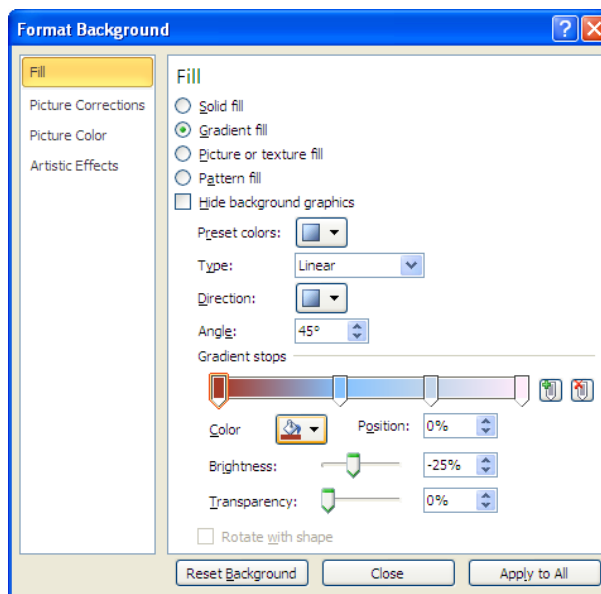 Format Background
Fill
Picture Corrections
Picture Color
Artistic Effects
Fill
Solid fill
Gradient fill
Picture or texture fill
Pattern fill
Hide background graphics
Preset colors:
Type: Linear
Direction:
Angle: 45°
Gradient stops
Color Position: 0%
Brightness: -25%
Transparency: 0%
Rotate with shape
Reset Background Close Apply to All